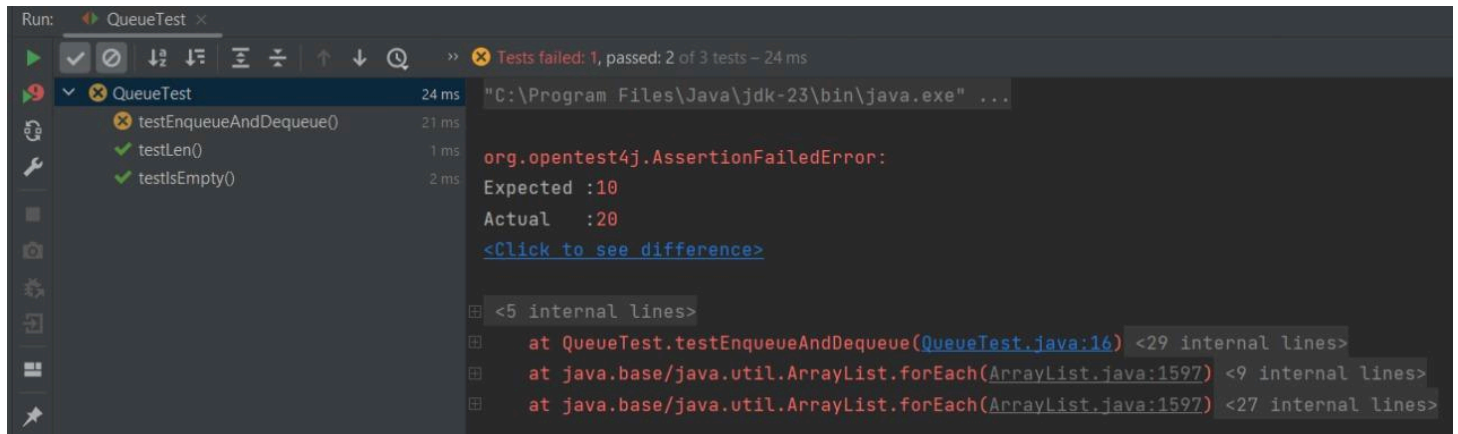 Run: QueueTest ×
» Tests failed: 1, passed: 2 of 3 tests – 24 ms
QueueTest 24 ms
testEnqueueAndDequeue() 21 ms
testLen() 1 ms
testIsEmpty() 2 ms
"C:\Program Files\Java\jdk-23\bin\java.exe" ...
org.opentest4j.AssertionFailedError:
Expected :10
Actual   :20
<Click to see difference>
<5 internal lines>
at QueueTest.testEnqueueAndDequeue(QueueTest.java:16) <29 internal lines>
at java.base/java.util.ArrayList.forEach(ArrayList.java:1597) <9 internal lines>
at java.base/java.util.ArrayList.forEach(ArrayList.java:1597) <27 internal lines>